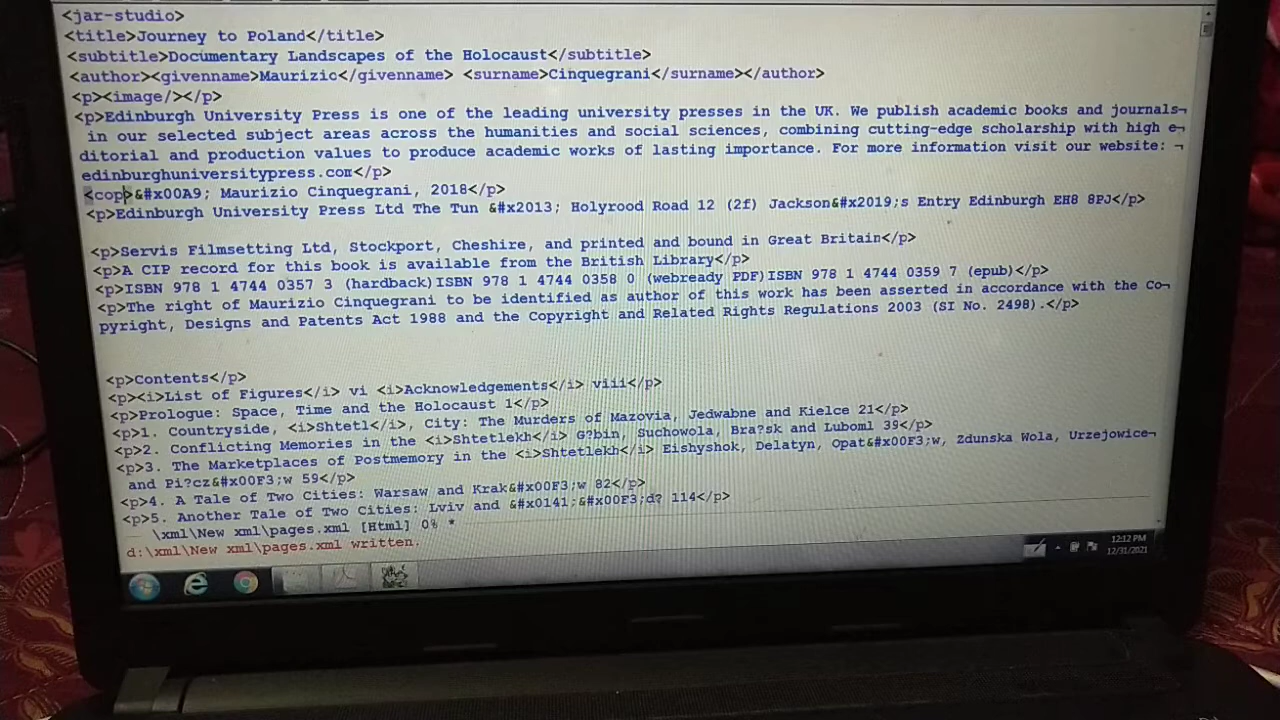 <jar-studio>
<title>Journey to Poland</title>
<subtitle>Documentary Landscapes of the Holocaust</subtitle>
<author><givenname>Maurizio</givenname> <surname>Cinquegrani</surname></author>
<p><image/></p>
<p>Edinburgh University Press is one of the leading university presses in the UK. We publish academic books and journals¬
in our selected subject areas across the humanities and social sciences, combining cutting-edge scholarship with high e¬
ditorial and production values to produce academic works of lasting importance. For more information visit our website: ¬
edinburghuniversitypress.com</p>
<cop>&#x00A9; Maurizio Cinquegrani, 2018</p>
<p>Edinburgh University Press Ltd The Tun &#x2013; Holyrood Road 12 (2f) Jackson&#x2019;s Entry Edinburgh EH8 8PJ</p>
<p>Servis Filmsetting Ltd, Stockport, Cheshire, and printed and bound in Great Britain</p>
<p>A CIP record for this book is available from the British Library</p>
<p>ISBN 978 1 4744 0357 3 (hardback)ISBN 978 1 4744 0358 0 (webready PDF)ISBN 978 1 4744 0359 7 (epub)</p>
<p>The right of Maurizio Cinquegrani to be identified as author of this work has been asserted in accordance with the Co¬
pyright, Designs and Patents Act 1988 and the Copyright and Related Rights Regulations 2003 (SI No. 2498).</p>
<p>Contents</p>
<p><i>List of Figures</i> vi <i>Acknowledgements</i> viii</p>
<p>Prologue: Space, Time and the Holocaust 1</p>
<p>1. Countryside, <i>Shtetl</i>, City: The Murders of Mazovia, Jedwabne and Kielce 21</p>
<p>2. Conflicting Memories in the <i>Shtetlekh</i> G?bin, Suchowola, Bra?sk and Luboml 39</p>
<p>3. The Marketplaces of Postmemory in the <i>Shtetlekh</i> Eishyshok, Delatyn, Opat&#x00F3;w, Zdunska Wola, Urzejowice¬
and Pi?cz&#x00F3;w 59</p>
<p>4. A Tale of Two Cities: Warsaw and Krak&#x00F3;w 82</p>
<p>5. Another Tale of Two Cities: Lviv and &#x0141;&#x00F3;d? 114</p>
\xml\New xml\pages.xml [Html] 0% *
d:\xml\New xml\pages.xml written.
12:12 PM
12/31/2021